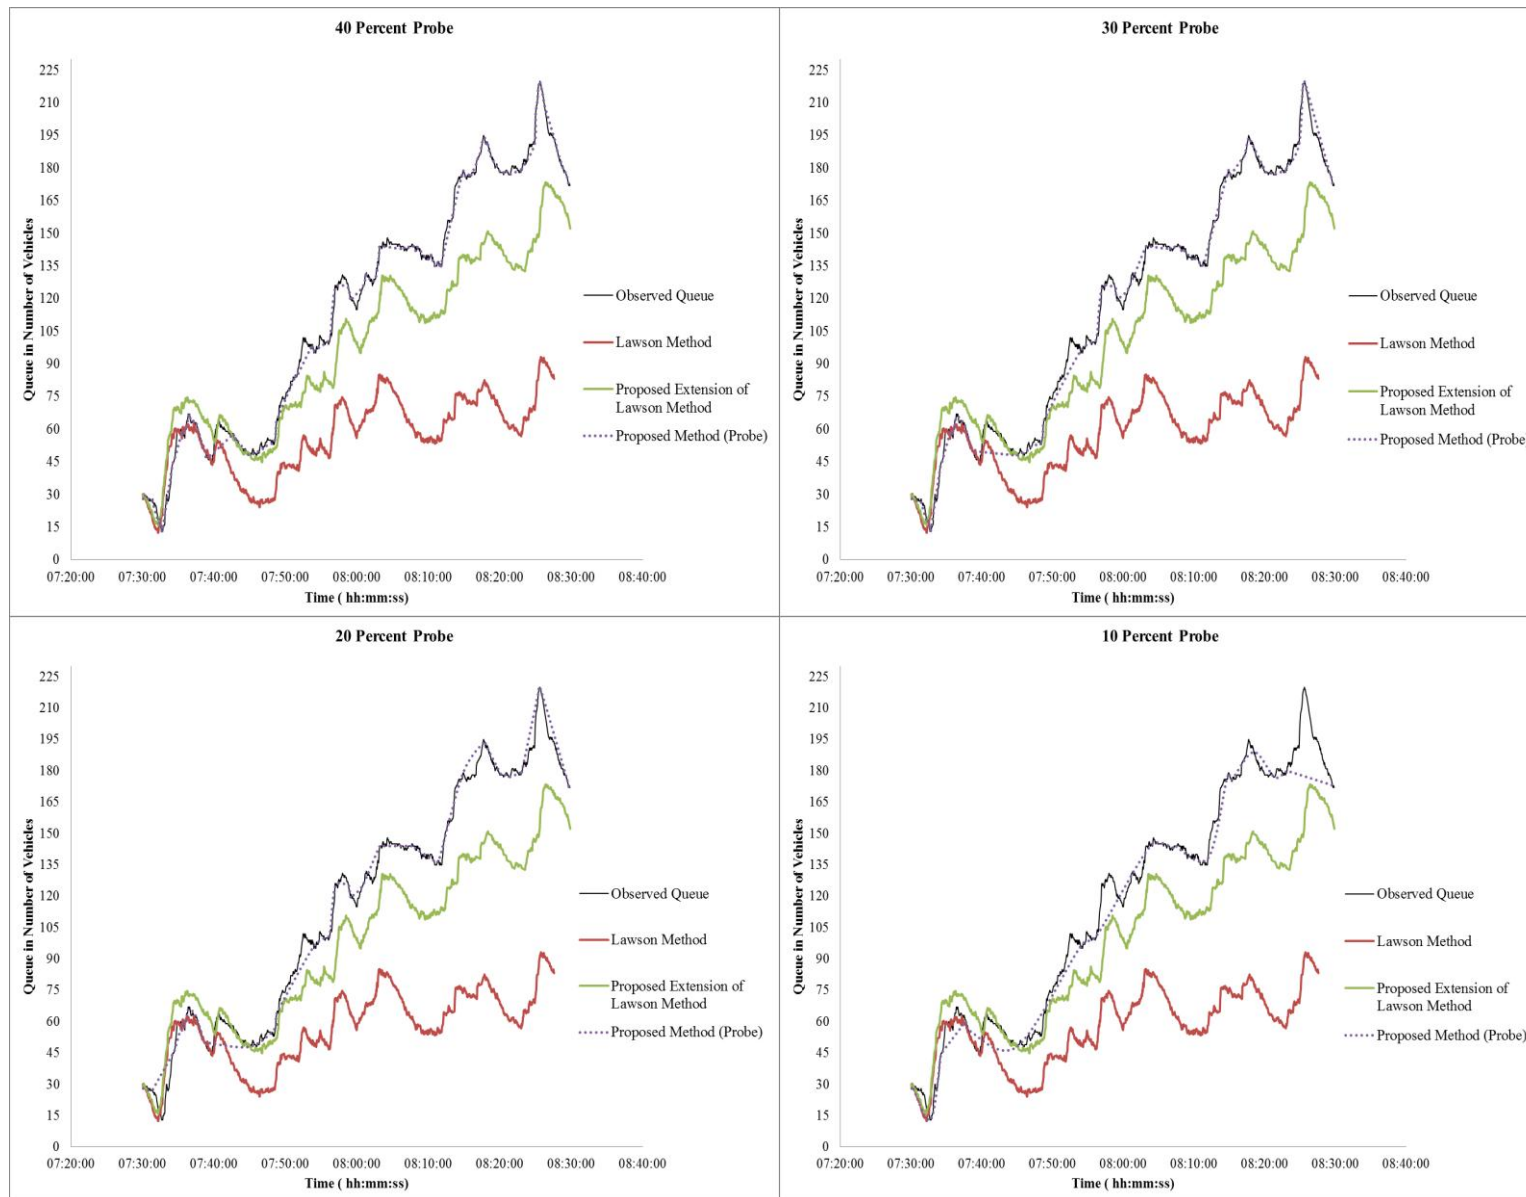 40 Percent Probe
225
210
195
180
165
150
135
120
105
90
75
60
45
30
15
0
Queue in Number of Vehicles
07:20:00 07:30:00 07:40:00 07:50:00 08:00:00 08:10:00 08:20:00 08:30:00 08:40:00
Time ( hh:mm:ss)
Observed Queue
Lawson Method
Proposed Extension of
Lawson Method
Proposed Method (Probe)
30 Percent Probe
225
210
195
180
165
150
135
120
105
90
75
60
45
30
15
0
Queue in Number of Vehicles
07:20:00 07:30:00 07:40:00 07:50:00 08:00:00 08:10:00 08:20:00 08:30:00 08:40:00
Time ( hh:mm:ss)
Observed Queue
Lawson Method
Proposed Extension of
Lawson Method
Proposed Method (Probe
20 Percent Probe
225
210
195
180
165
150
135
120
105
90
75
60
45
30
15
0
Queue in Number of Vehicles
07:20:00 07:30:00 07:40:00 07:50:00 08:00:00 08:10:00 08:20:00 08:30:00 08:40:00
Time ( hh:mm:ss)
Observed Queue
Lawson Method
Proposed Extension of
Lawson Method
Proposed Method (Probe)
10 Percent Probe
225
210
195
180
165
150
135
120
105
90
75
60
45
30
15
0
Queue in Number of Vehicles
07:20:00 07:30:00 07:40:00 07:50:00 08:00:00 08:10:00 08:20:00 08:30:00 08:40:00
Time ( hh:mm:ss)
Observed Queue
Lawson Method
Proposed Extension of
Lawson Method
Proposed Method (Probe)